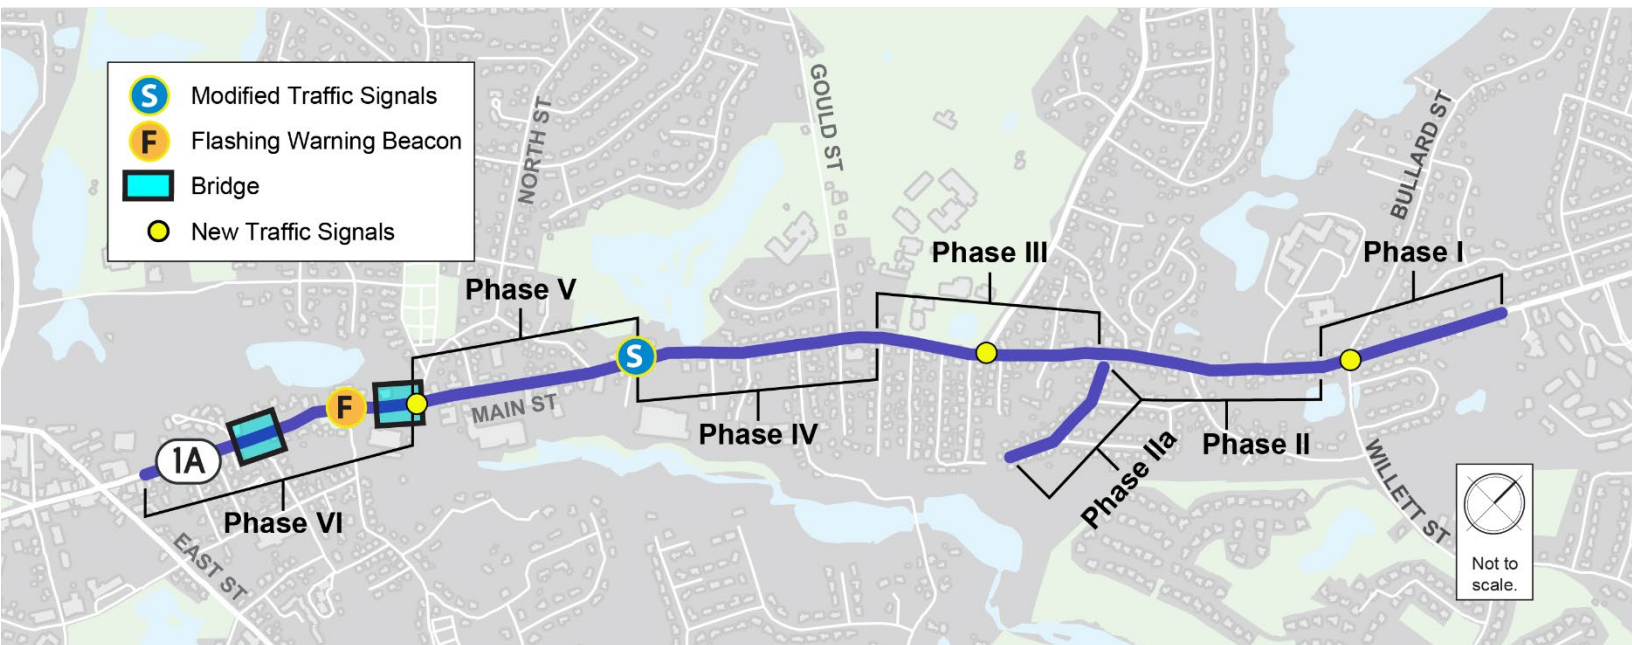 S Modified Traffic Signals
F Flashing Warning Beacon
Bridge
New Traffic Signals
NORTH ST
GOULD ST
BULLARD ST
Phase I
Phase III
Phase V
S
MAIN ST
F
Phase IV
Phase II
Phase IIa
WILLETT ST
1A
Phase VI
EAST ST
Not to
scale.